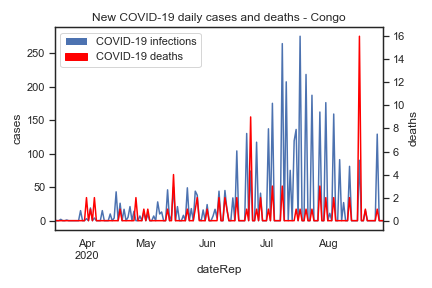 New COVID-19 daily cases and deaths - Congo
COVID-19 infections
COVID-19 deaths
250
200
150
100
50
0
cases
16
14
12
10
8
6
4
2
0
deaths
Apr
2020
May
Jun
Jul
Aug
dateRep